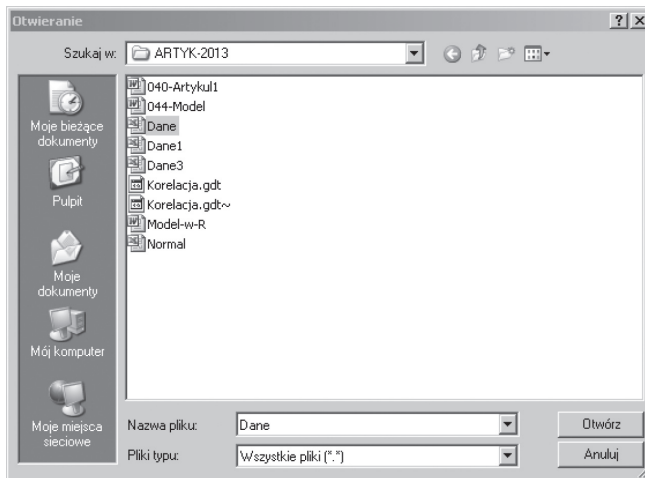 Otwieranie
Szukaj w: ARTYK-2013
Moje bieżące
dokumenty
Pulpit
Moje
dokumenty
Mój komputer
Moje miejsca
sieciowe
040-Artykul1
044-Model
Dane
Dane1
Dane3
Korelacja.gdt
Korelacja.gdt~
Model-w-R
Normal
Nazwa pliku: Dane Otwórz
Pliki typu: Wszystkie pliki (*.*) Anuluj